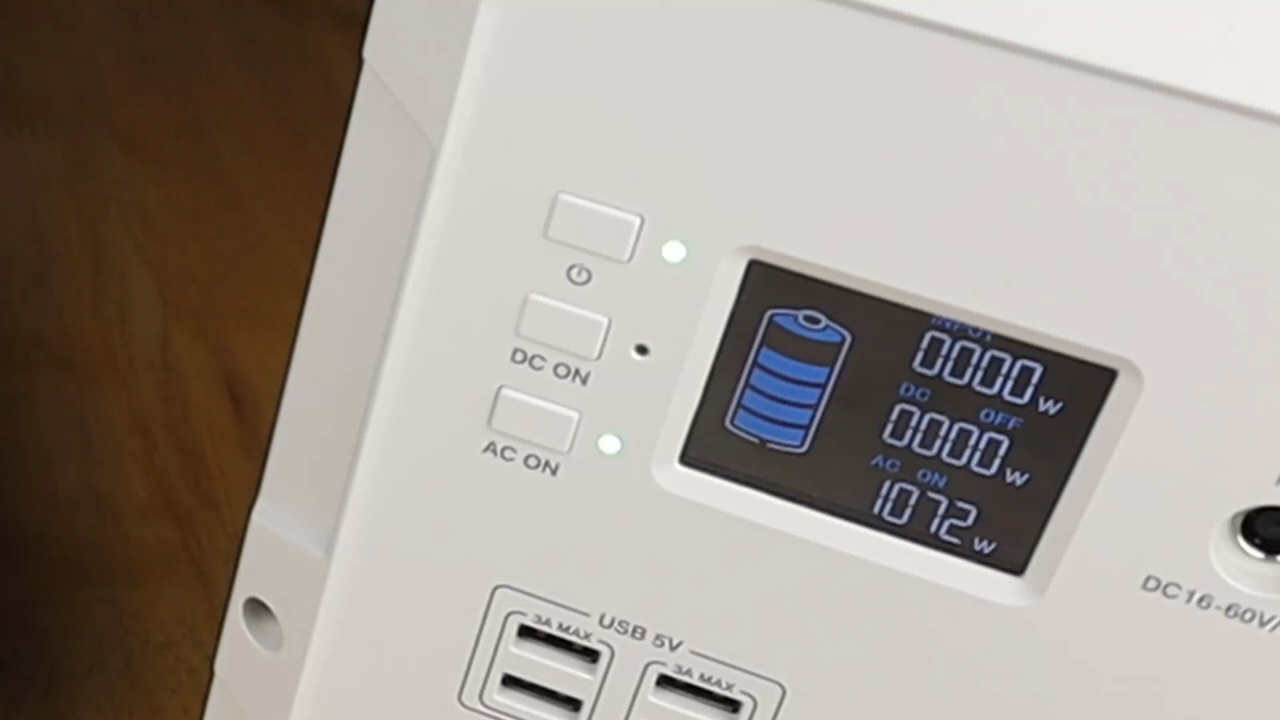 INPUT
0000W
DC OFF
0000W
AC ON
1072W
DC ON
AC ON
USB 5V
3A MAX
3A MAX
DC16-60V/